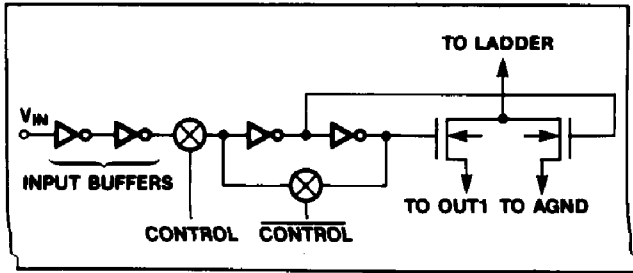 TO LADDER
VIN
INPUT BUFFERS
TO OUT1 TO AGND
CONTROL CONTROL